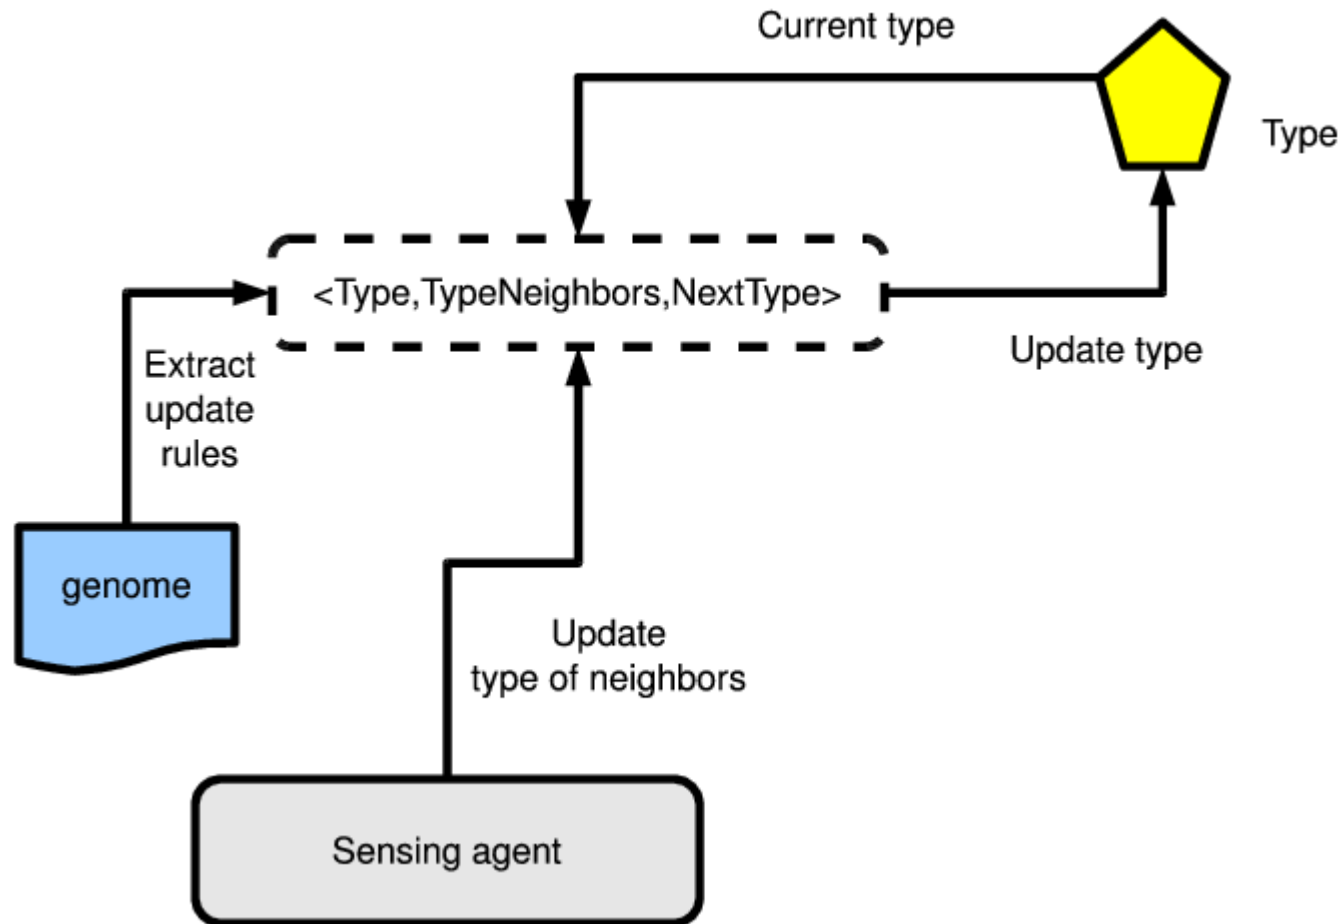 Current type
Type
<Type,TypeNeighbors,NextType>
Extract
update
rules
Update type
genome
Update
type of neighbors
Sensing agent